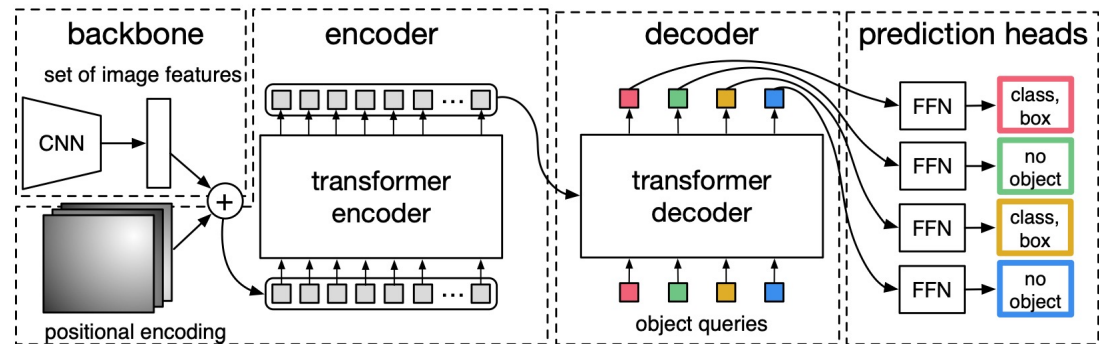 backbone
set of image features
CNN
+
positional encoding
encoder
...
transformer
encoder
...
decoder
transformer
decoder
object queries
prediction heads
FFN
class,
box
FFN
no
object
FFN
class,
box
FFN
no
object